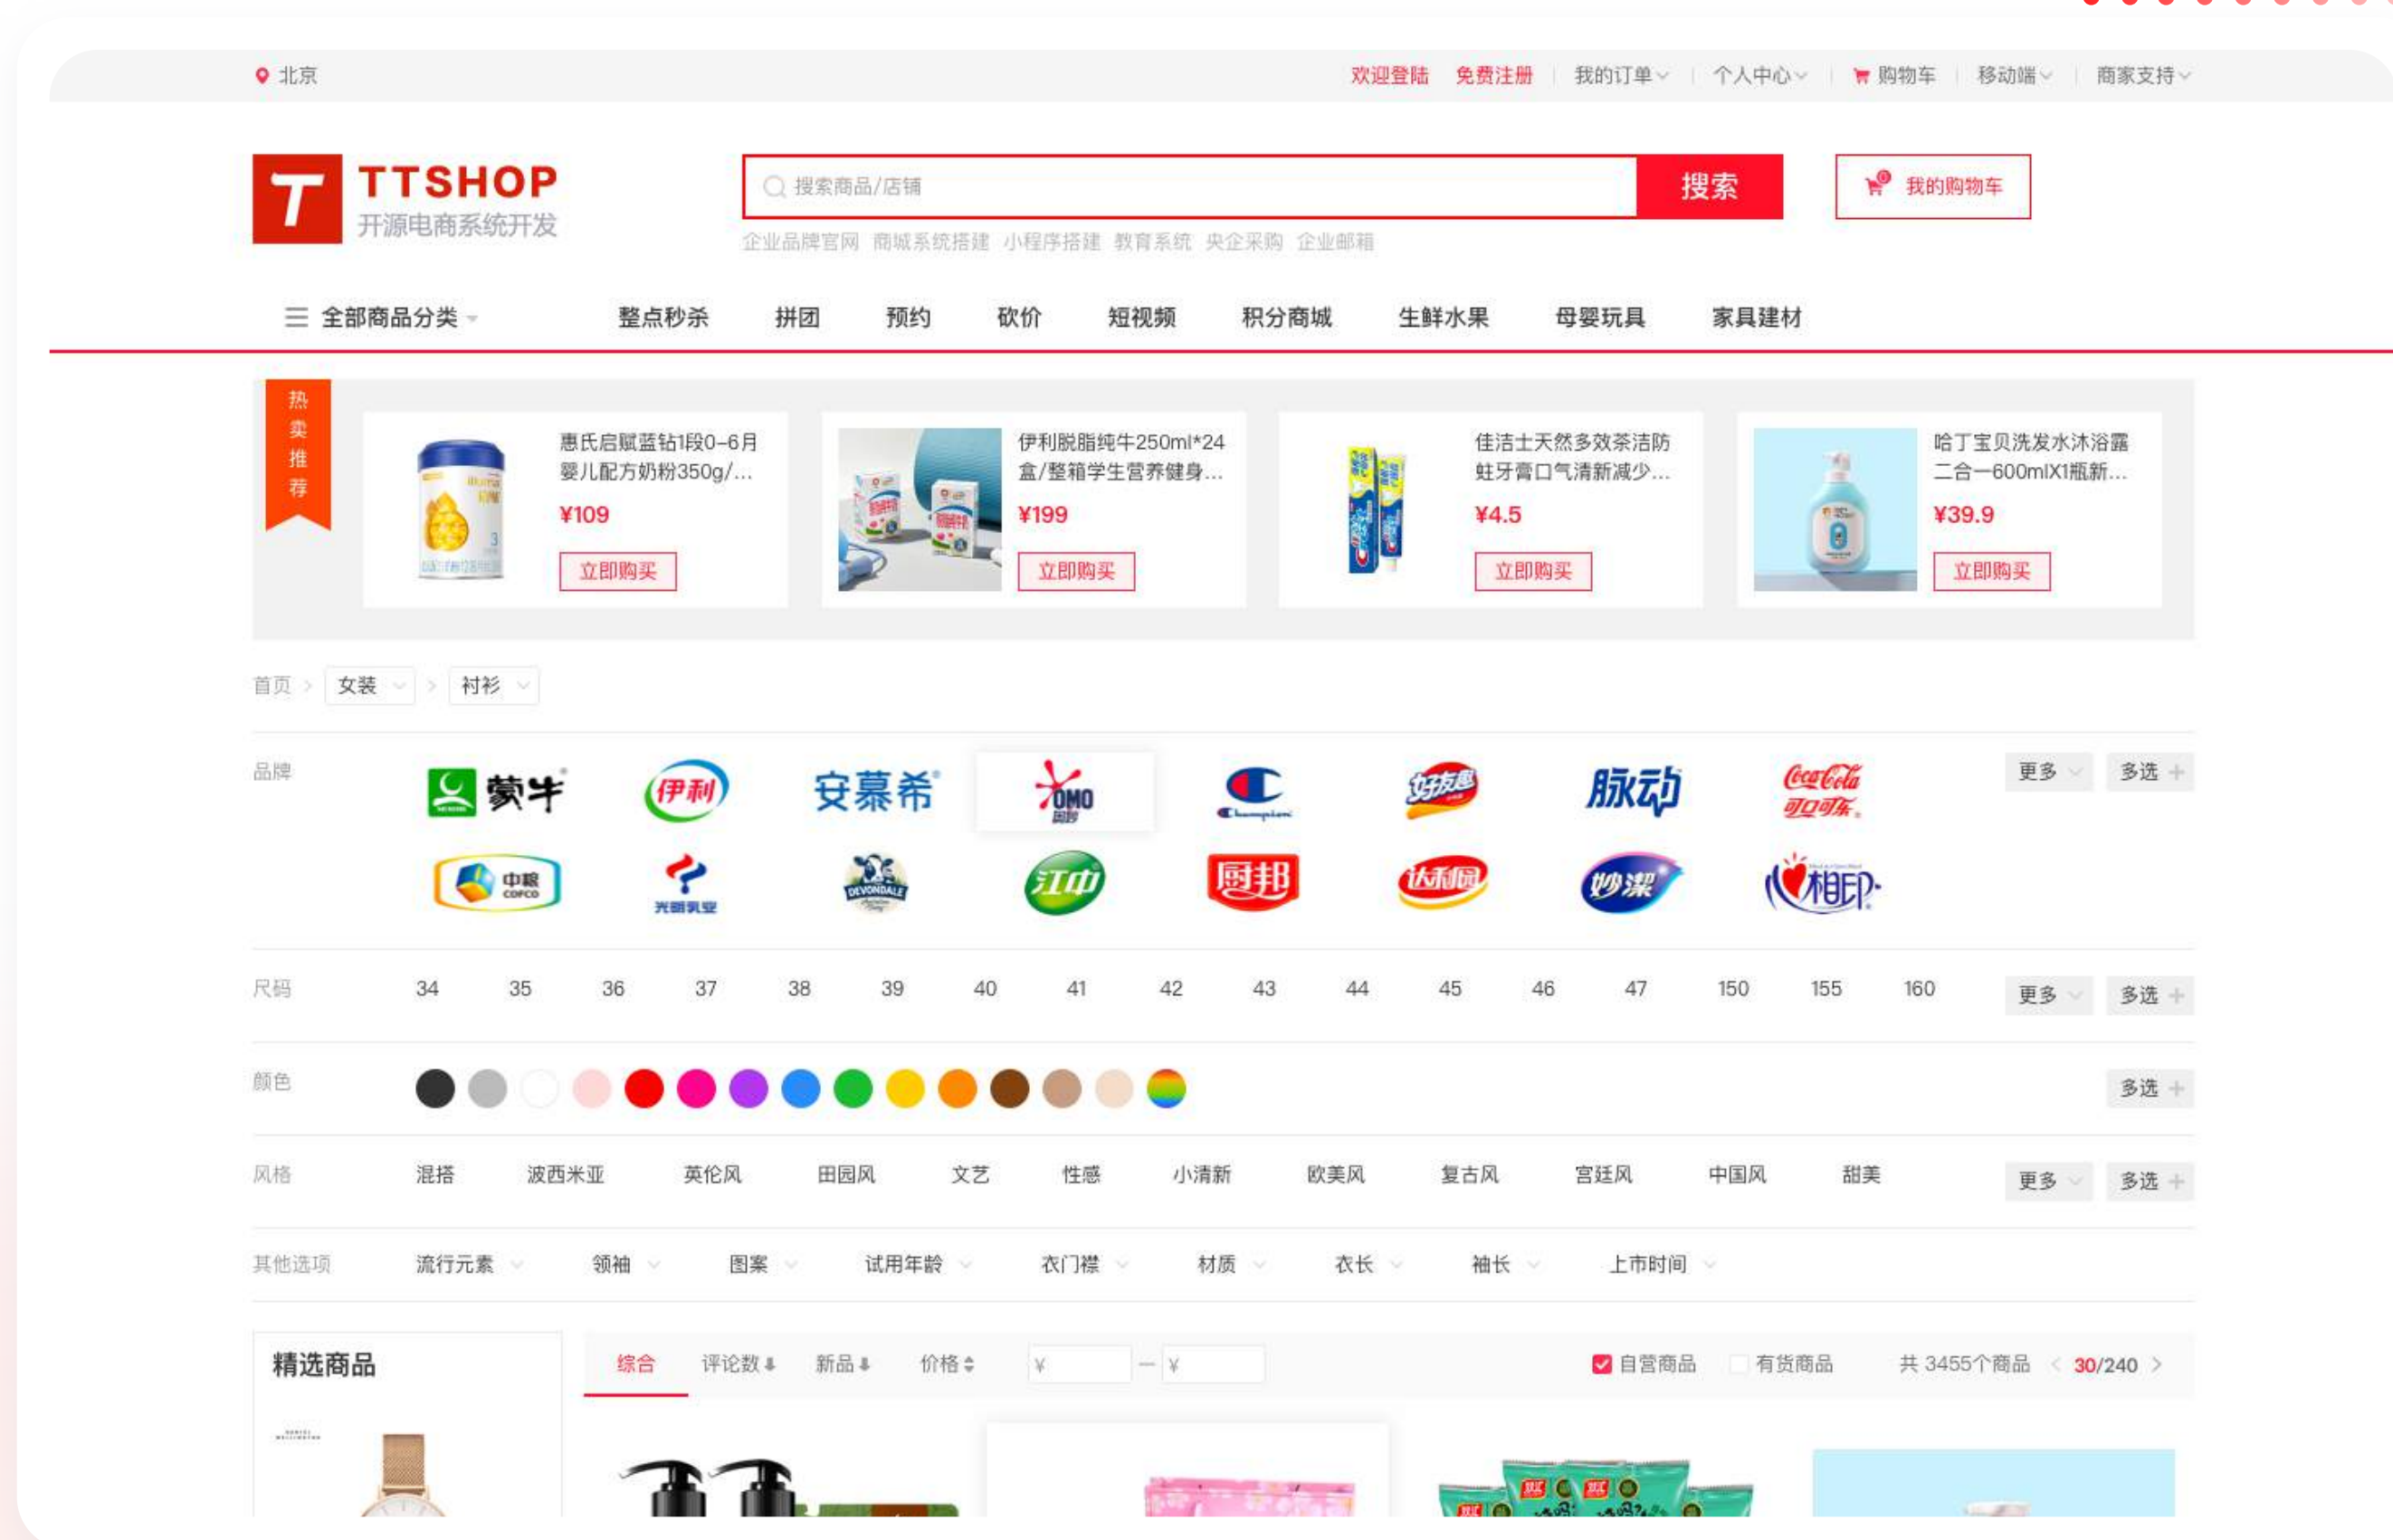 北京
欢迎登陆 免费注册 我的订单 个人中心 购物车 移动端 商家支持
T TTSHOP
开源电商系统开发
搜索商品/店铺 搜索
0 我的购物车
企业品牌官网 商城系统搭建 小程序搭建 教育系统 央企采购 企业邮箱
全部商品分类 整点秒杀 拼团 预约 砍价 短视频 积分商城 生鲜水果 母婴玩具 家具建材
热卖推荐
惠氏启赋蓝钻1段0-6月
婴儿配方奶粉350g/...
¥109
立即购买
伊利脱脂纯牛250ml*24
盒/整箱学生营养健身...
¥199
立即购买
佳洁士天然多效茶洁防
蛀牙膏口气清新减少...
¥4.5
立即购买
哈丁宝贝洗发水沐浴露
二合一600mlX1瓶新...
¥39.9
立即购买
首页 > 女装 > 衬衫
品牌
蒙牛 伊利 安慕希 OMO 奥妙 Champion 好友趣 脉动 Coca-Cola 可口可乐
更多 多选
中粮 COFCO 光明乳业 DEVONDALE 江中 厨邦 达利园 妙潔 心相印
尺码 34 35 36 37 38 39 40 41 42 43 44 45 46 47 150 155 160 更多 多选
颜色 多选
风格 混搭 波西米亚 英伦风 田园风 文艺 性感 小清新 欧美风 复古风 宫廷风 中国风 甜美 更多 多选
其他选项 流行元素 领袖 图案 试用年龄 衣门襟 材质 衣长 袖长 上市时间
精选商品
综合 评论数 新品 价格 ¥ — ¥ 自营商品 有货商品 共 3455个商品 < 30/240 >